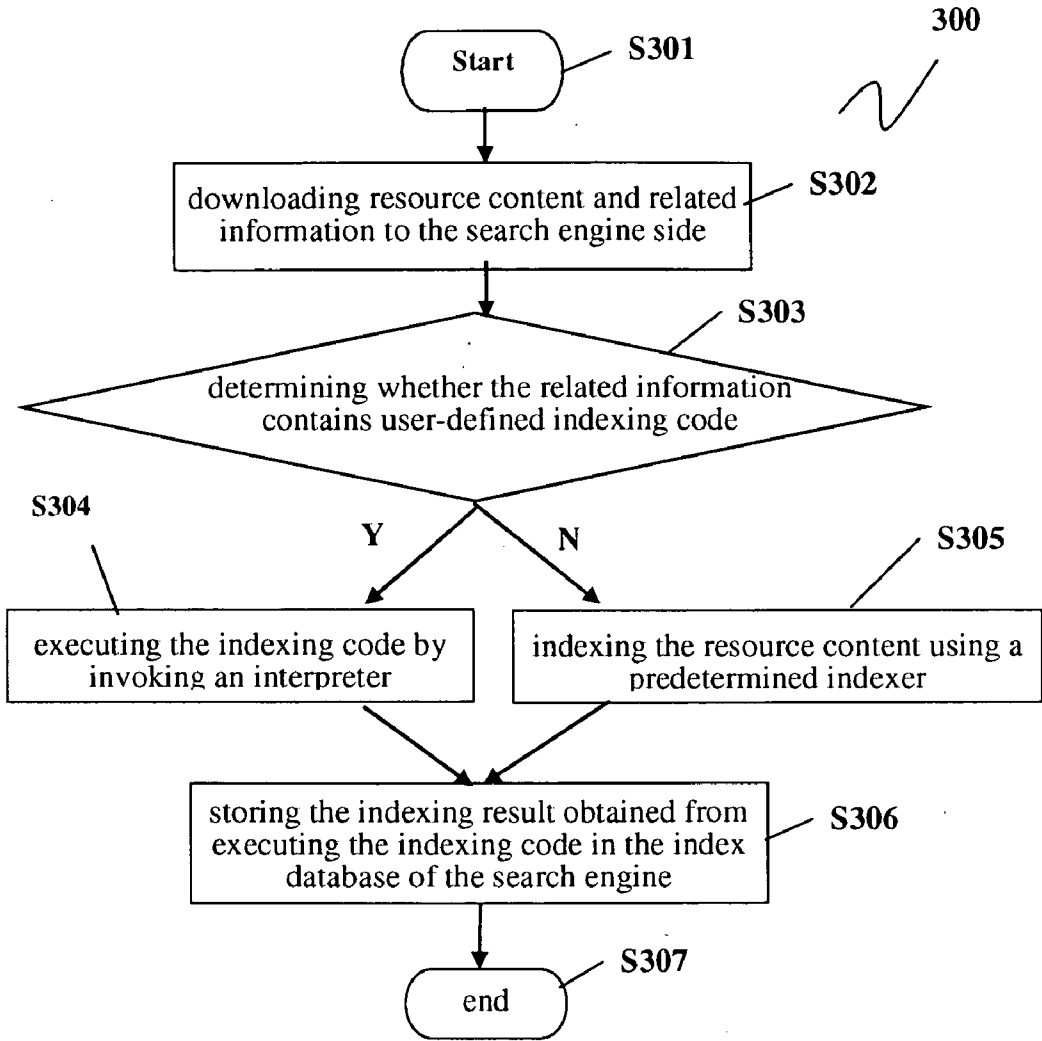 300
Start
S301
S302
downloading resource content and related
information to the search engine side
S303
determining whether the related information
contains user-defined indexing code
S304
Y
N
S305
executing the indexing code by
invoking an interpreter
indexing the resource content using a
predetermined indexer
storing the indexing result obtained from
executing the indexing code in the index
database of the search engine
S306
S307
end